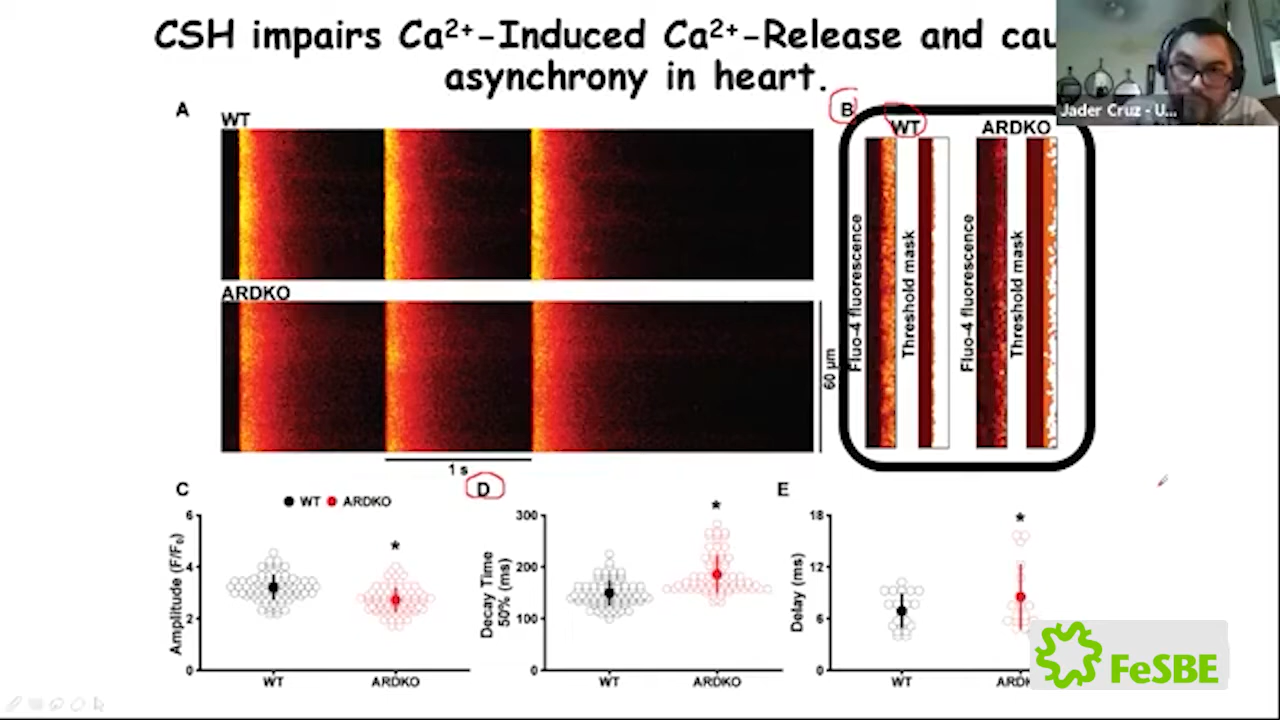 CSH impairs Ca²⁺-Induced Ca²⁺-Release and cau
asynchrony in heart.
Jader Cruz - U...
A
WT
ARDKO
60 µm
1 s
B
WT
ARDKO
Fluo-4 fluorescence
Threshold mask
Fluo-4 fluorescence
Threshold mask
C
WT
ARDKO
Amplitude (F/F₀)
6
4
2
0
*
WT
ARDKO
D
Decay Time
50% (ms)
300
200
100
0
*
WT
ARDKO
E
Delay (ms)
18
12
6
0
*
WT
ARDK
FeSBE